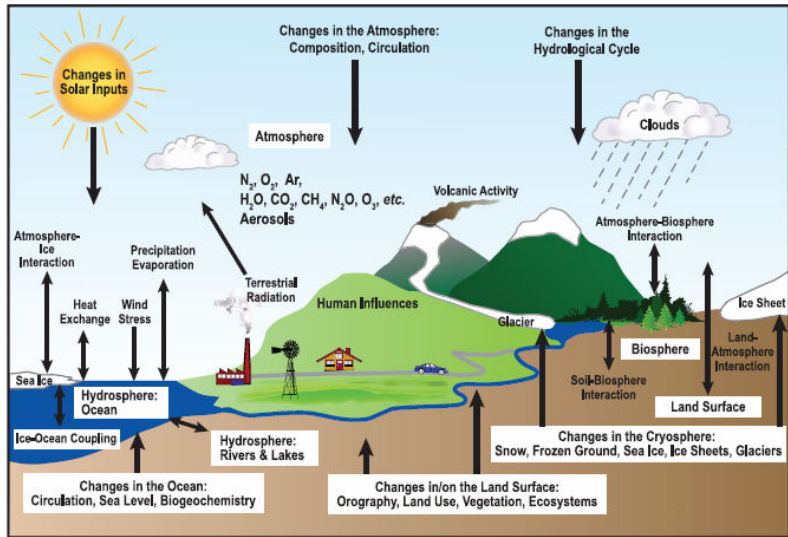 Changes in the Atmosphere:
Composition, Circulation
Changes in the
Hydrological Cycle
Changes in
Solar Inputs
Clouds
Atmosphere
N₂, O₂, Ar,
H₂O, CO₂, CH₄, N₂O, O₃, etc.
Aerosols
Volcanic Activity
Atmosphere–Biosphere
Interaction
Atmosphere-
Ice
Interaction
Precipitation
Evaporation
Terrestrial
Radiation
Heat
Exchange
Wind
Stress
Human Influences
Glacier
Ice Sheet
Biosphere
Land-
Atmosphere
Interaction
Soil-Biosphere
Interaction
Sea Ice
Hydrosphere:
Ocean
Land Surface
Ice-Ocean Coupling
Hydrosphere:
Rivers & Lakes
Changes in the Cryosphere:
Snow, Frozen Ground, Sea Ice, Ice Sheets, Glaciers
Changes in the Ocean:
Circulation, Sea Level, Biogeochemistry
Changes in/on the Land Surface:
Orography, Land Use, Vegetation, Ecosystems